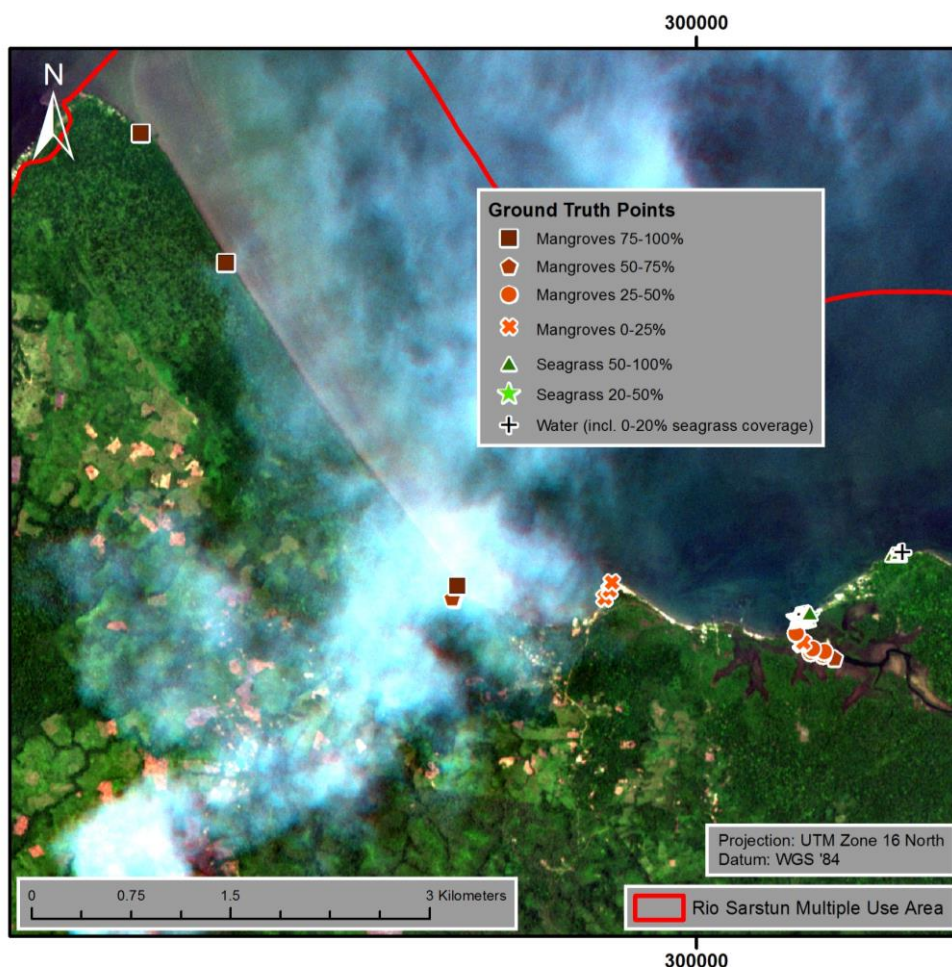 300000
N
Ground Truth Points
Mangroves 75-100%
Mangroves 50-75%
Mangroves 25-50%
Mangroves 0-25%
Seagrass 50-100%
Seagrass 20-50%
Water (incl. 0-20% seagrass coverage)
Projection: UTM Zone 16 North
Datum: WGS '84
0 0.75 1.5 3 Kilometers
Rio Sarstun Multiple Use Area
300000